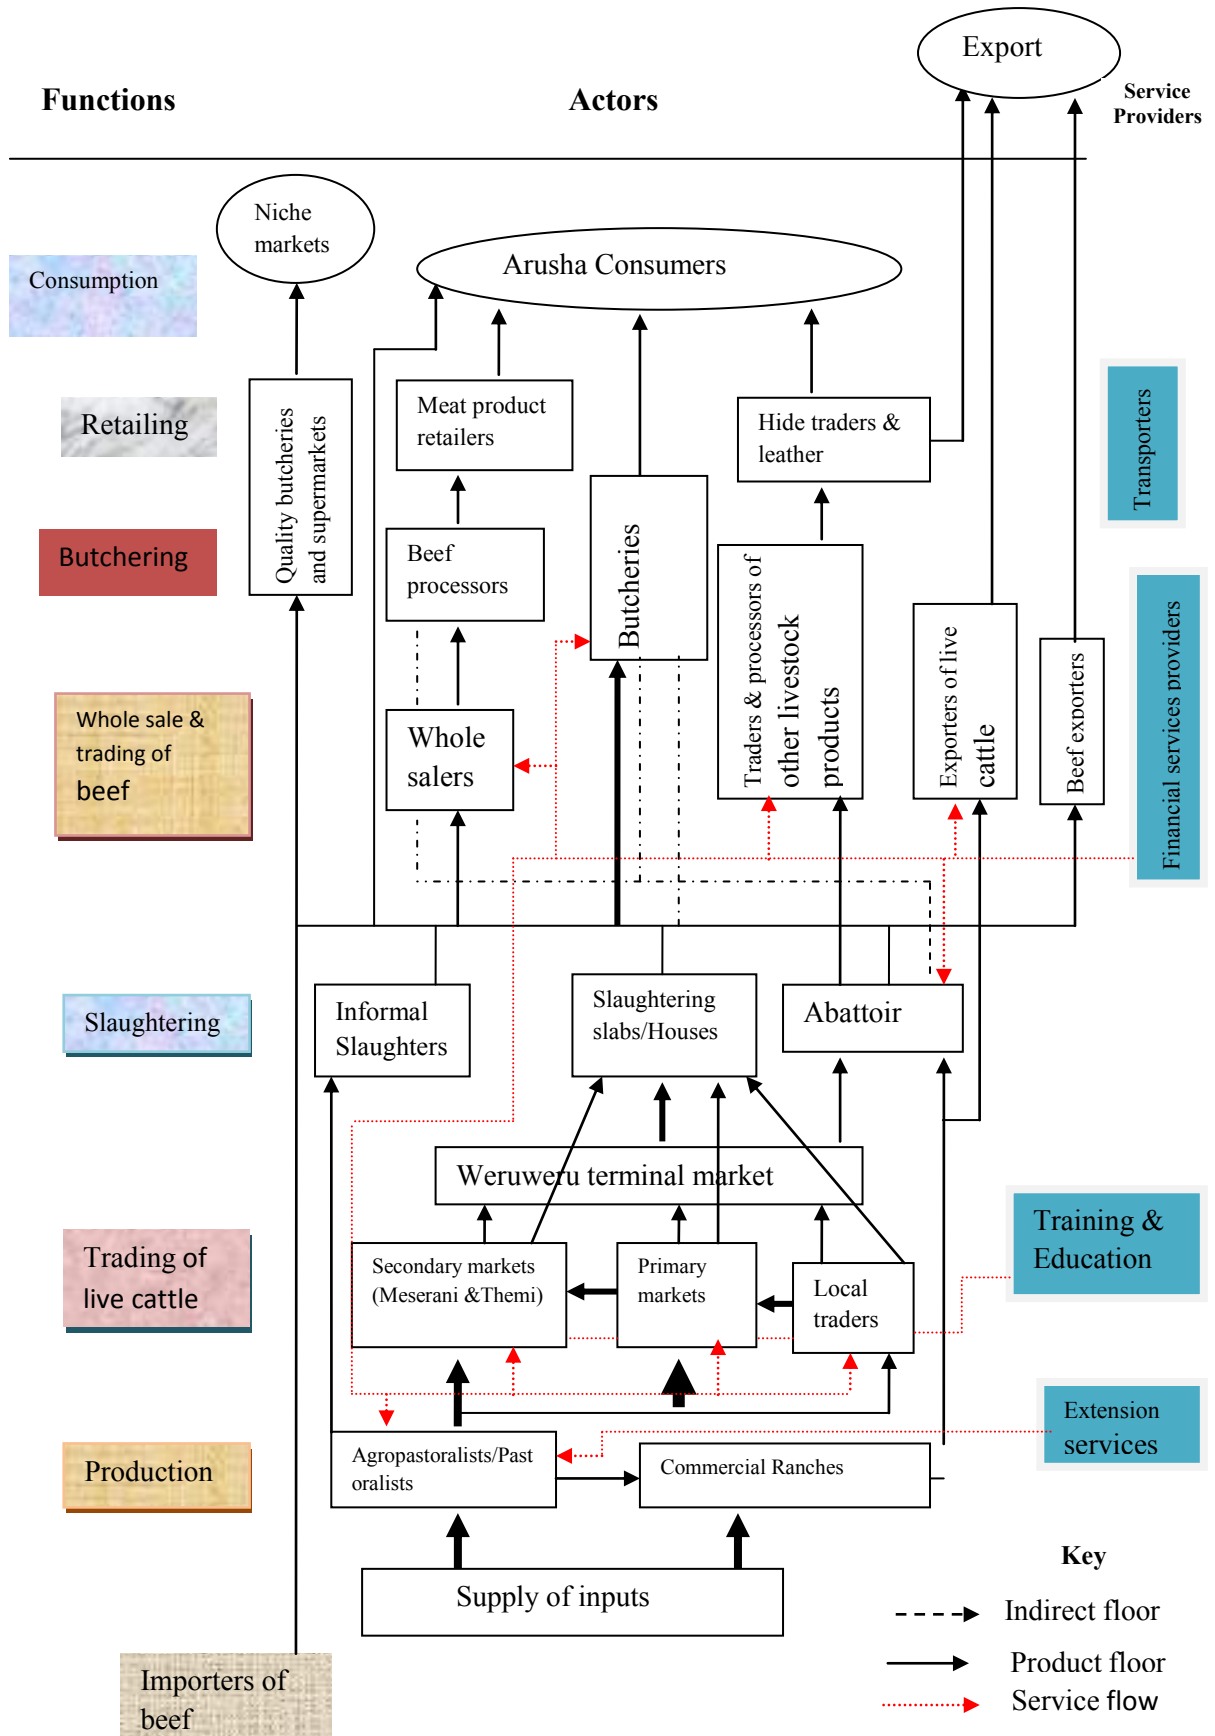 Export
Functions
Actors
Service
Providers
Niche
markets
Arusha Consumers
Consumption
Retailing
Quality butcheries
and supermarkets
Meat product
retailers
Hide traders &
leather
Transporters
Butchering
Beef
processors
Butcheries
Traders & processors of
other livestock
products
Exporters of live
cattle
Beef exporters
Financial services providers
Whole sale &
trading of
beef
Whole
salers
Slaughtering
Informal
Slaughters
Slaughtering
slabs/Houses
Abattoir
Weruweru terminal market
Trading of
live cattle
Secondary markets
(Meserani &Themi)
Primary
markets
Local
traders
Training &
Education
Production
Agropastoralists/Past
oralists
Commercial Ranches
Extension
services
Supply of inputs
Key
Indirect floor
Product floor
Service flow
Importers of
beef